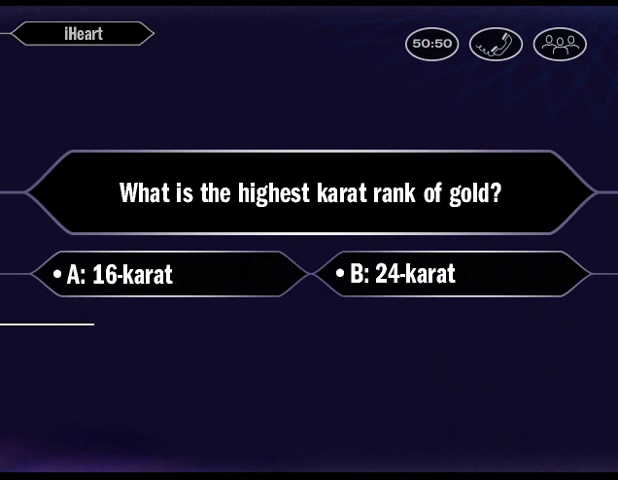 iHeart
50:50
What is the highest karat rank of gold?
• A: 16-karat
• B: 24-karat